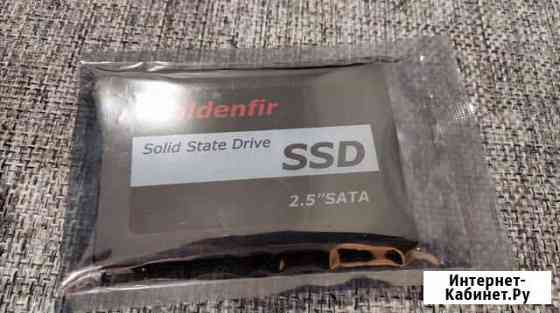 ldenfir
Solid State Drive
SSD
2.5"SATA
Интернет-
Кабинет.Ру